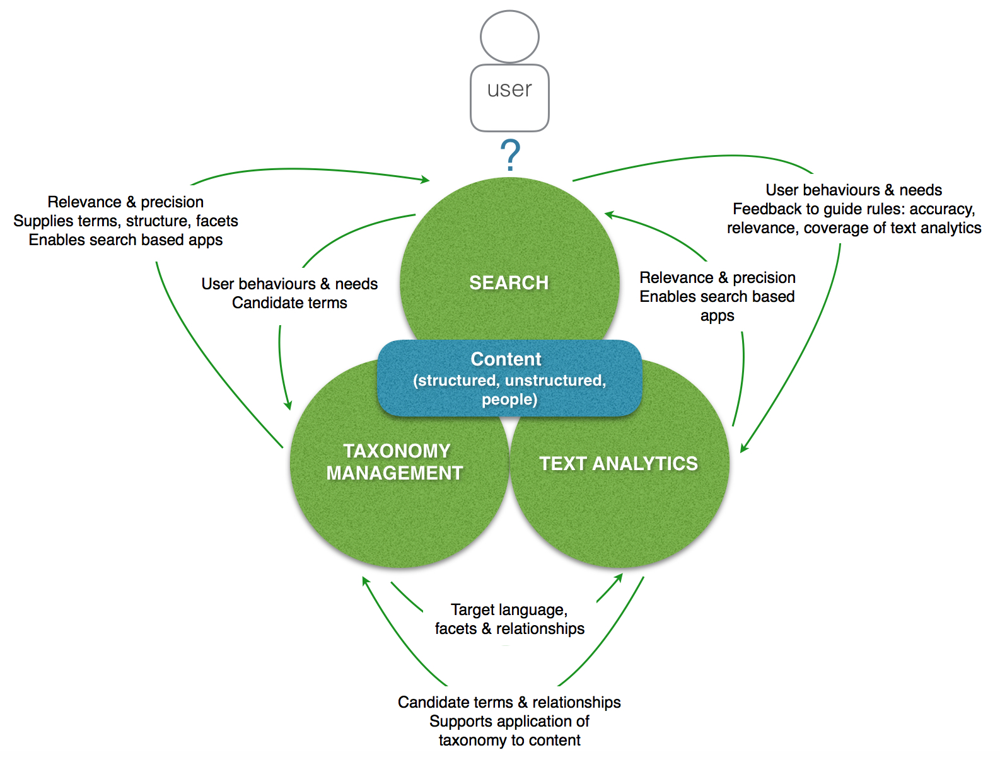 user
?
Relevance & precision
Supplies terms, structure, facets
Enables search based apps
User behaviours & needs
Feedback to guide rules: accuracy,
relevance, coverage of text analytics
User behaviours & needs
Candidate terms
SEARCH
Relevance & precision
Enables search based
apps
Content
(structured, unstructured,
people)
TAXONOMY
MANAGEMENT
TEXT ANALYTICS
Target language,
facets & relationships
Candidate terms & relationships
Supports application of
taxonomy to content